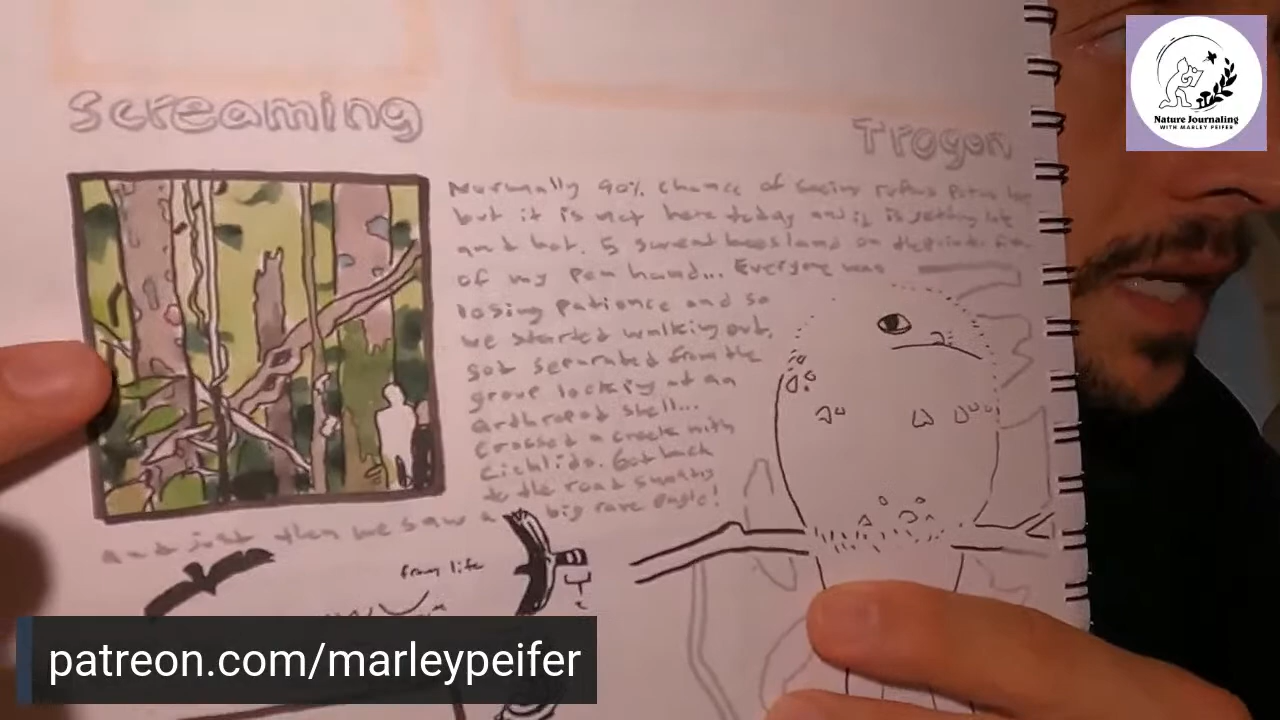 Screaming
Trogon
Normally 90% chance of seeing rufus
but it is not here today and it is getting late
and hot. 5 sweat bees land on the
of my pen hand... Everyone was
losing patience and so
we started walking out,
got separated from the
group looking at an
arthropod shell...
crossed a creek with
cichlids. Got back
to the road sweaty
and just then we saw a big rare eagle!
from life
Nature Journaling
WITH MARLEY PEIFER
patreon.com/marleypeifer